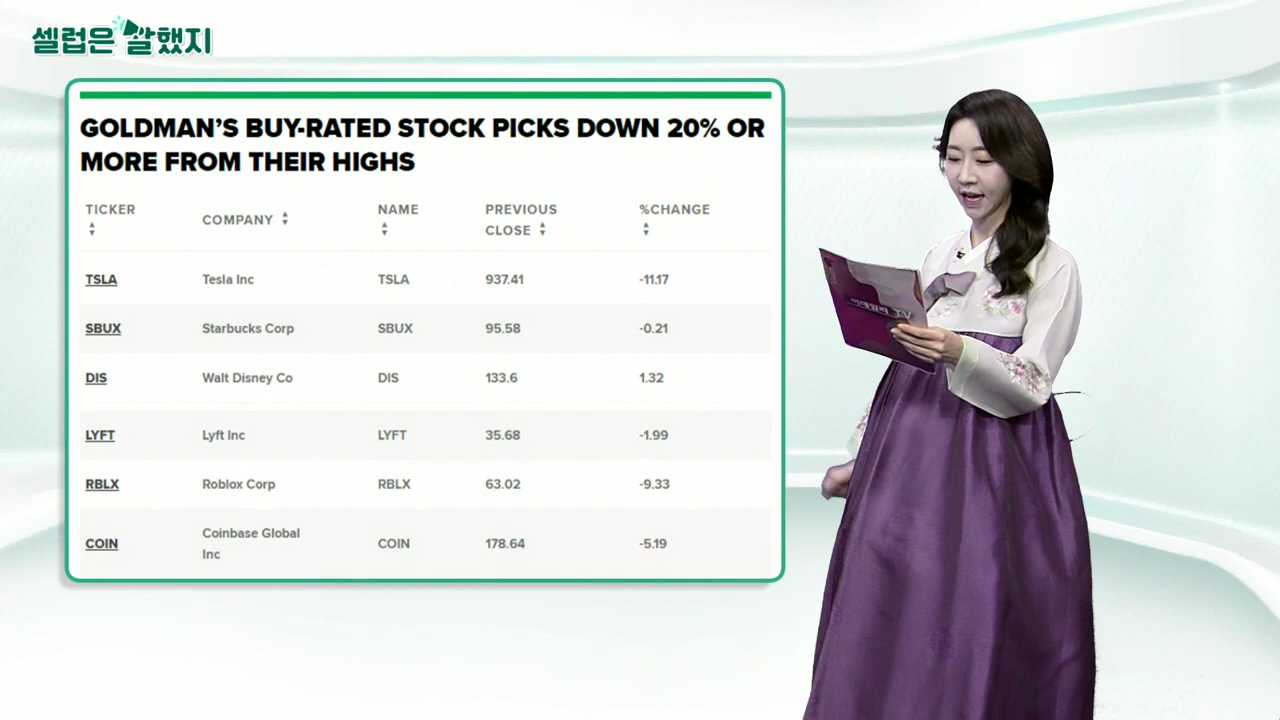 셀럽은 말했지
GOLDMAN'S BUY-RATED STOCK PICKS DOWN 20% OR
MORE FROM THEIR HIGHS
TICKER COMPANY NAME PREVIOUS CLOSE %CHANGE
TSLA Tesla Inc TSLA 937.41 -11.17
SBUX Starbucks Corp SBUX 95.58 -0.21
DIS Walt Disney Co DIS 133.6 1.32
LYFT Lyft Inc LYFT 35.68 -1.99
RBLX Roblox Corp RBLX 63.02 -9.33
COIN Coinbase Global Inc COIN 178.64 -5.19